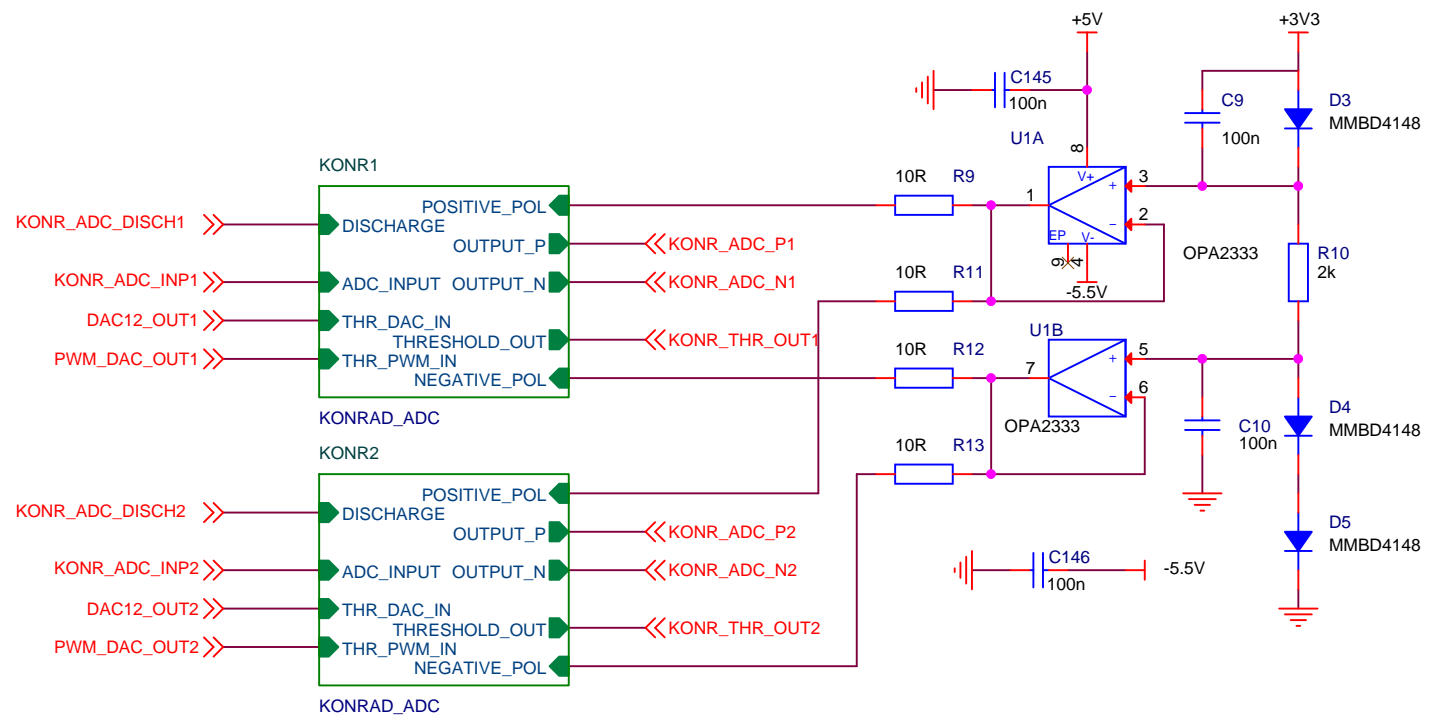 +5V
+3V3
C145
100n
C9
100n
D3
MMBD4148
U1A
8
V+
KONR1
10R
R9
1
+
3
−
2
EP
V-
9
4
-5.5V
OPA2333
R10
2k
KONR_ADC_DISCH1
DISCHARGE
POSITIVE_POL
OUTPUT_P
KONR_ADC_P1
KONR_ADC_INP1
ADC_INPUT
OUTPUT_N
KONR_ADC_N1
10R
R11
DAC12_OUT1
THR_DAC_IN
THRESHOLD_OUT
KONR_THR_OUT1
PWM_DAC_OUT1
THR_PWM_IN
NEGATIVE_POL
KONRAD_ADC
U1B
10R
R12
7
+
5
−
6
OPA2333
C10
100n
D4
MMBD4148
10R
R13
KONR2
KONR_ADC_DISCH2
DISCHARGE
POSITIVE_POL
OUTPUT_P
KONR_ADC_P2
D5
MMBD4148
KONR_ADC_INP2
ADC_INPUT
OUTPUT_N
KONR_ADC_N2
C146
100n
-5.5V
DAC12_OUT2
THR_DAC_IN
THRESHOLD_OUT
KONR_THR_OUT2
PWM_DAC_OUT2
THR_PWM_IN
NEGATIVE_POL
KONRAD_ADC